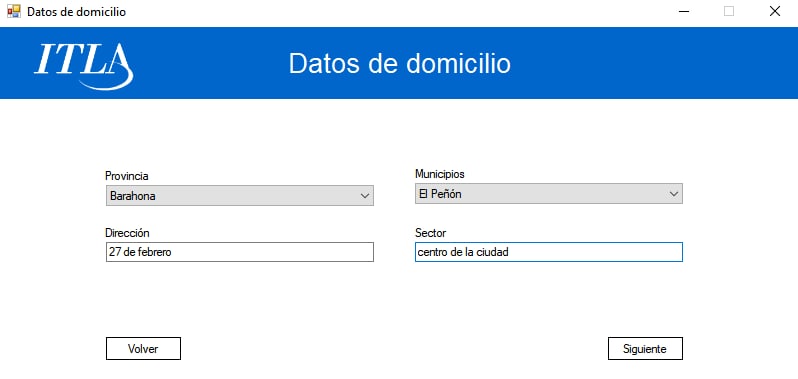 Datos de domicilio
ITLA
Datos de domicilio
Provincia
Municipios
Barahona
El Peñón
Dirección
Sector
27 de febrero
centro de la ciudad
Volver
Siguiente